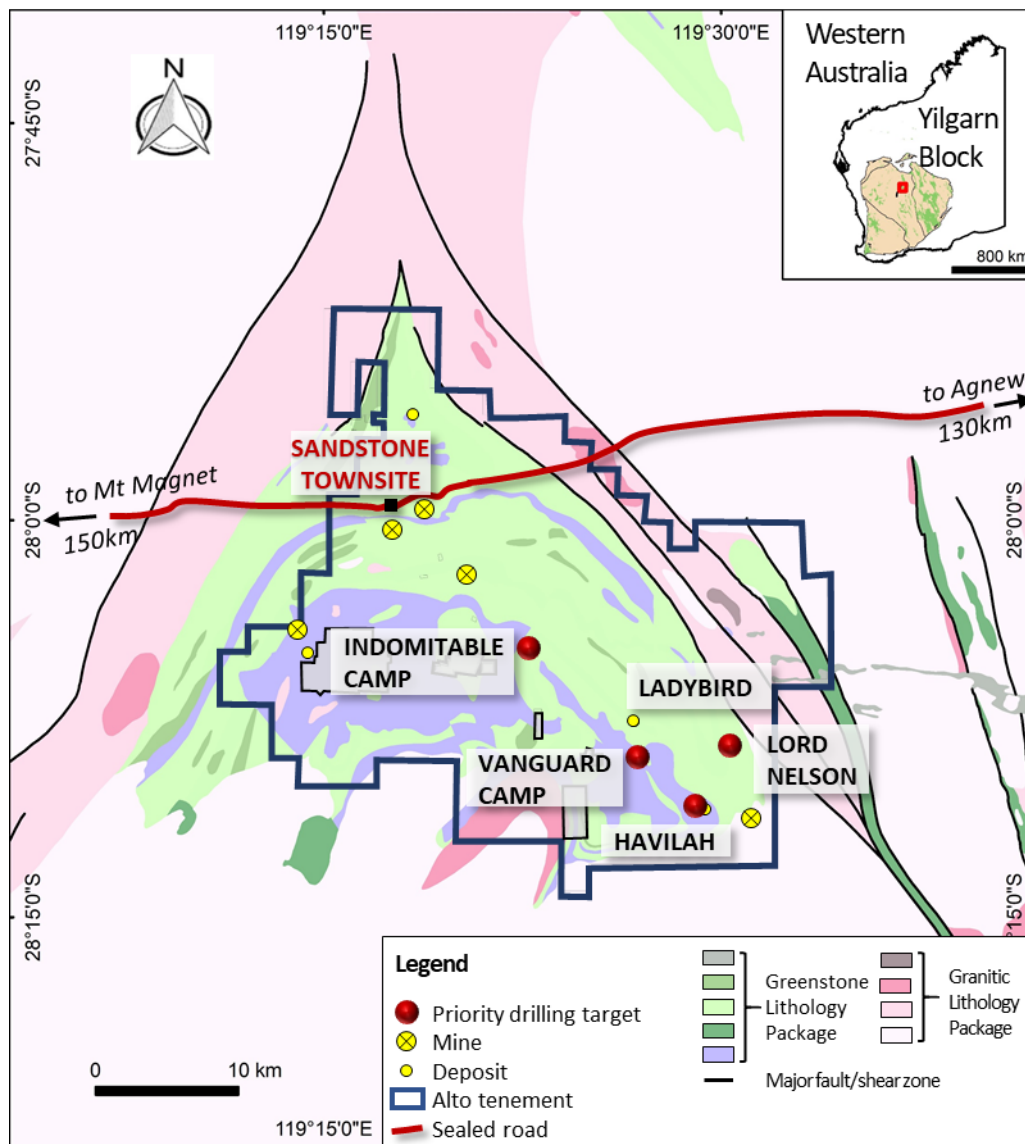 119°15'0"E
119°30'0"E
N
27°45'0"S
Western
Australia
Yilgarn
Block
800 km
to Agnew
130km
SANDSTONE
TOWNSITE
to Mt Magnet
150km
28°0'0"S
28°0'0"S
INDOMITABLE
CAMP
LADYBIRD
LORD
NELSON
VANGUARD
CAMP
HAVILAH
28°15'0"S
°15'0"S
Legend
Priority drilling target
Mine
Deposit
Alto tenement
Sealed road
Greenstone
Lithology
Package
Granitic
Lithology
Package
Major fault/shear zone
0 10 km
119°15'0"E